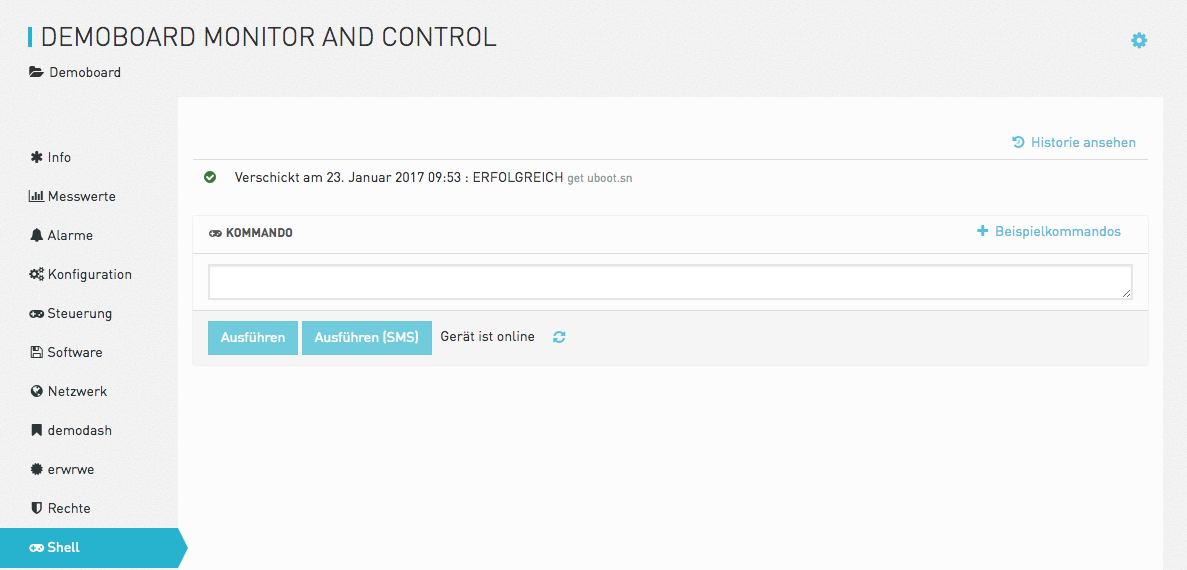 DEMOBOARD MONITOR AND CONTROL
Demoboard
Info
Messwerte
Alarme
Konfiguration
Steuerung
Software
Netzwerk
demodash
erwrwe
Rechte
Shell
Historie ansehen
Verschickt am 23. Januar 2017 09:53 : ERFOLGREICH get uboot.sn
KOMMANDO
Beispielkommandos
Ausführen
Ausführen (SMS)
Gerät ist online